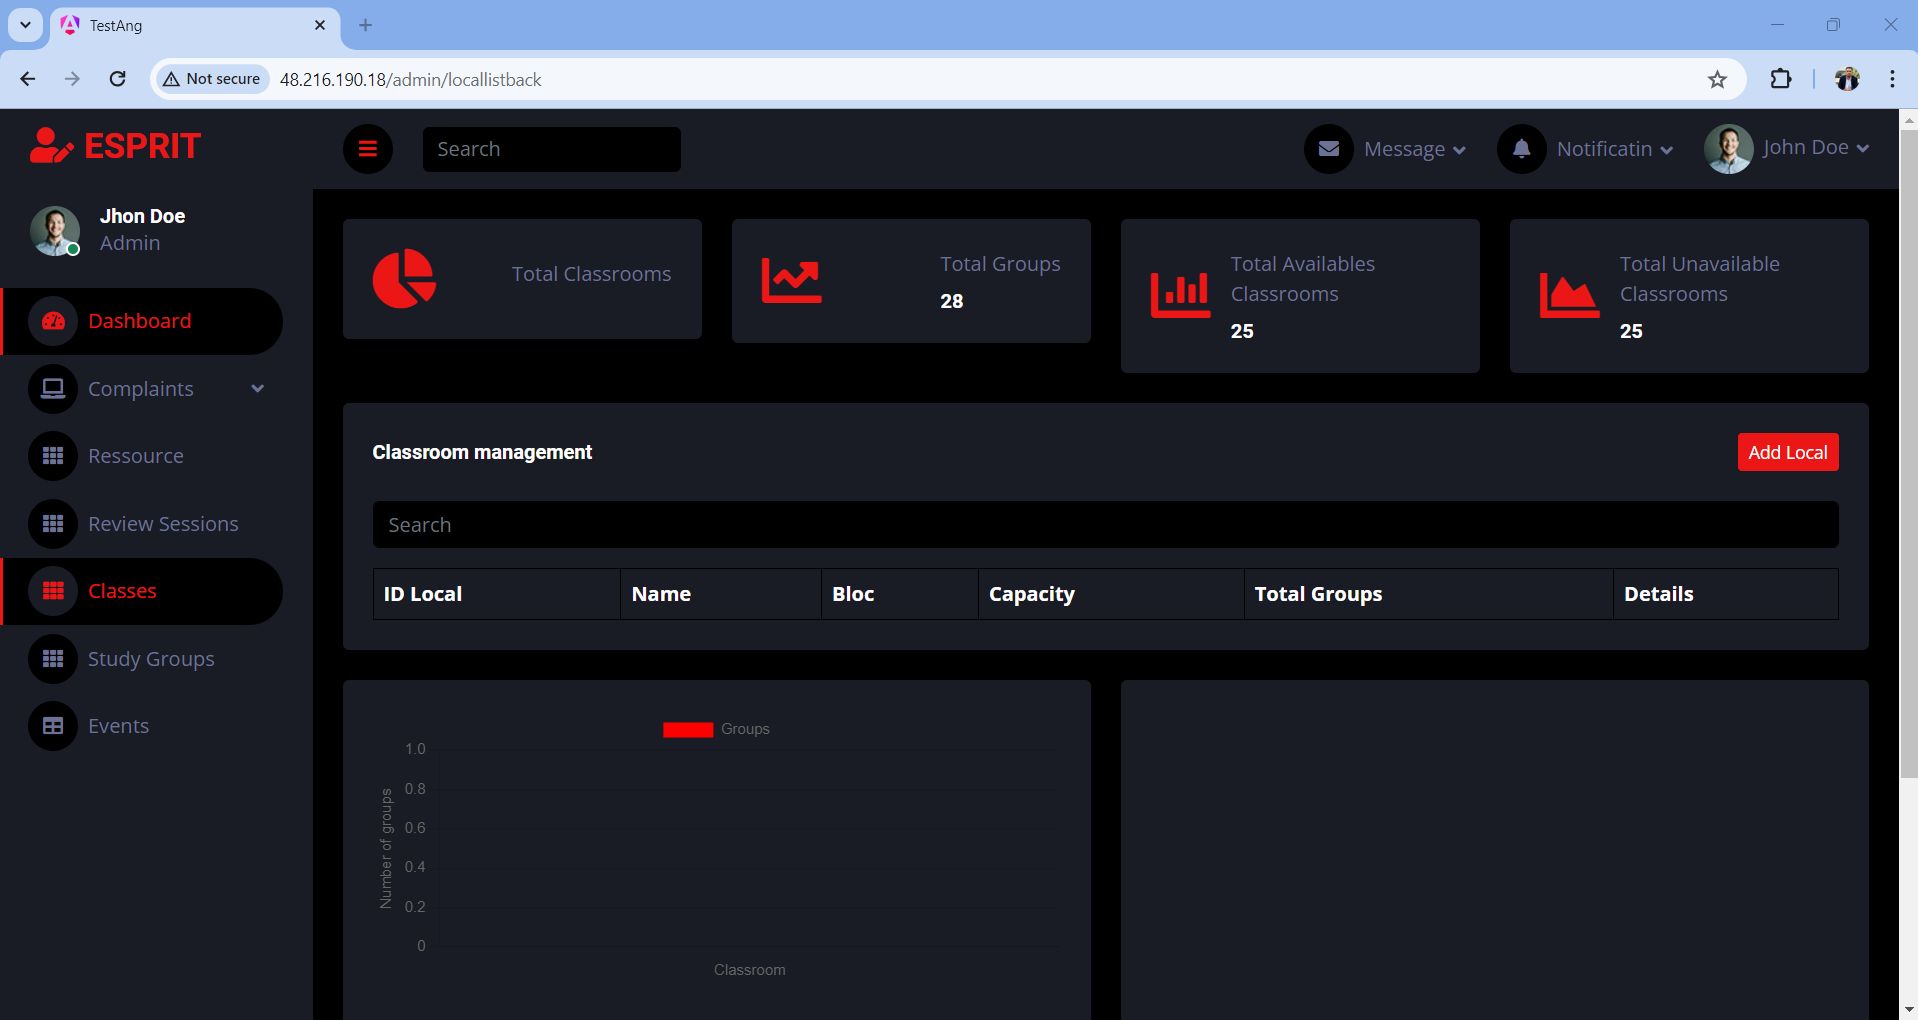 TestAng
Not secure
48.216.190.18/admin/locallistback
ESPRIT
Search
Message
Notificatin
John Doe
Jhon Doe
Admin
Dashboard
Complaints
Ressource
Review Sessions
Classes
Study Groups
Events
Total Classrooms
Total Groups
28
Total Availables
Classrooms
25
Total Unavailable
Classrooms
25
Classroom management
Add Local
Search
ID Local Name Bloc Capacity Total Groups Details
Groups
Number of groups
1.0
0.8
0.6
0.4
0.2
0
Classroom